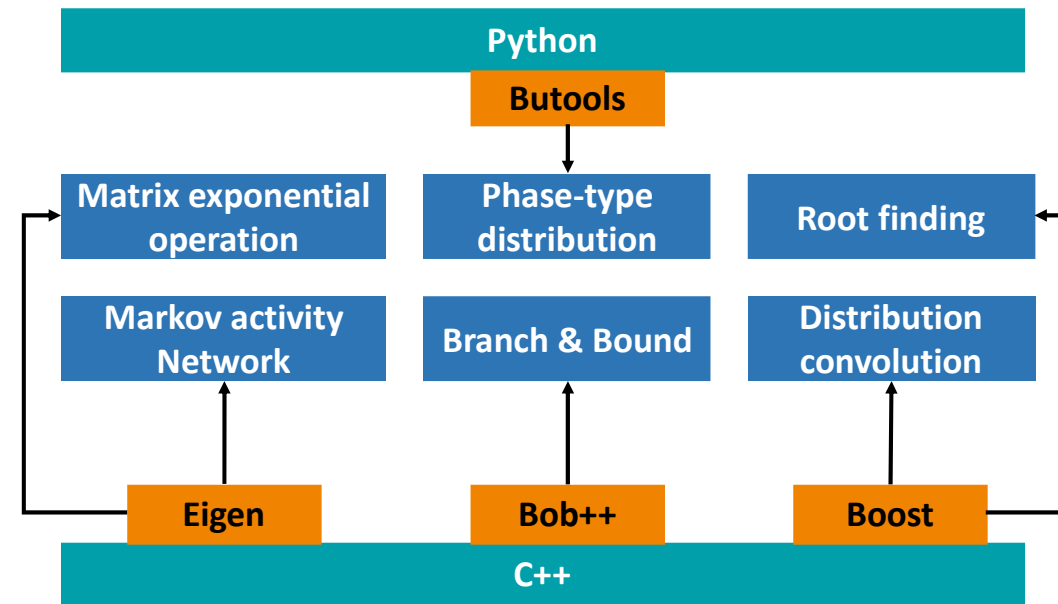 Python
Butools
Matrix exponential
operation
Phase-type
distribution
Root finding
Markov activity
Network
Branch & Bound
Distribution
convolution
Eigen
Bob++
Boost
C++